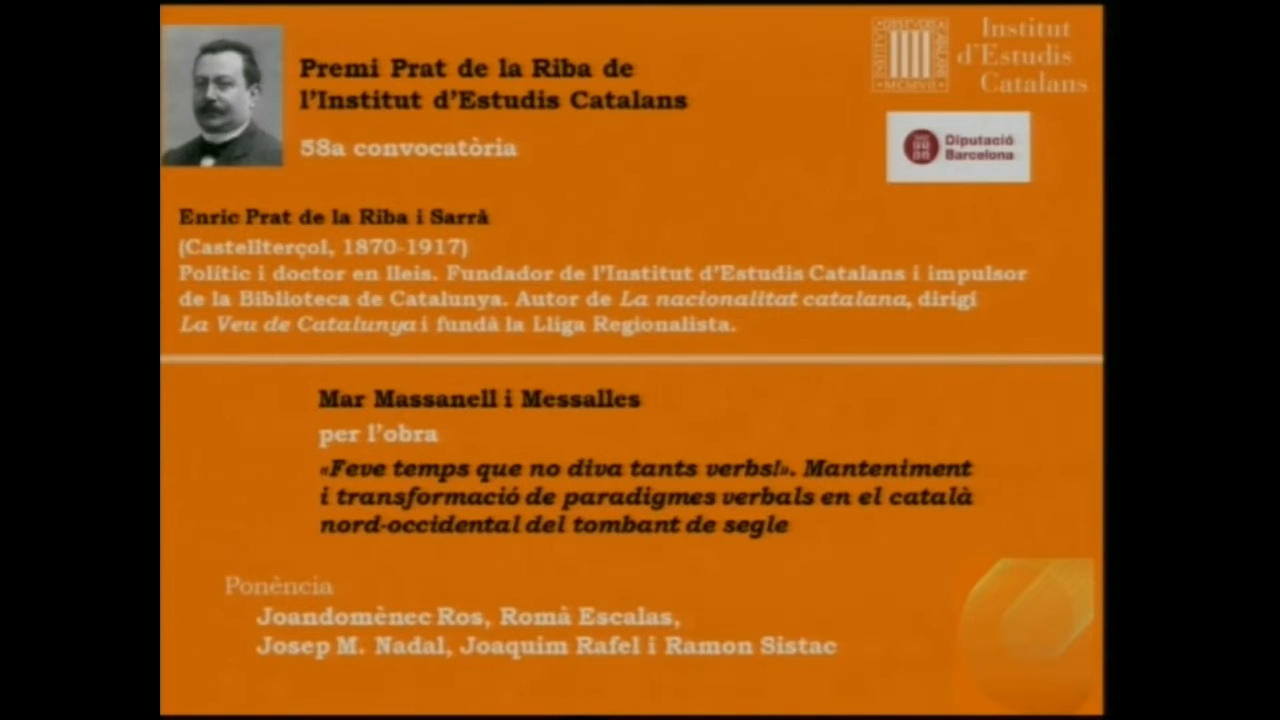 Premi Prat de la Riba de
l'Institut d'Estudis Catalans
58a convocatòria
Institut
d'Estudis
Catalans
MCMVII
Diputació
Barcelona
Enric Prat de la Riba i Sarrà
(Castellterçol, 1870-1917)
Polític i doctor en lleis. Fundador de l'Institut d'Estudis Catalans i impulsor
de la Biblioteca de Catalunya. Autor de La nacionalitat catalana, dirigí
La Veu de Catalunya i fundà la Lliga Regionalista.
Mar Massanell i Messalles
per l'obra
«Feve temps que no diva tants verbs!». Manteniment
i transformació de paradigmes verbals en el català
nord-occidental del tombant de segle
Ponència
Joandomènec Ros, Romà Escalas,
Josep M. Nadal, Joaquim Rafel i Ramon Sistac